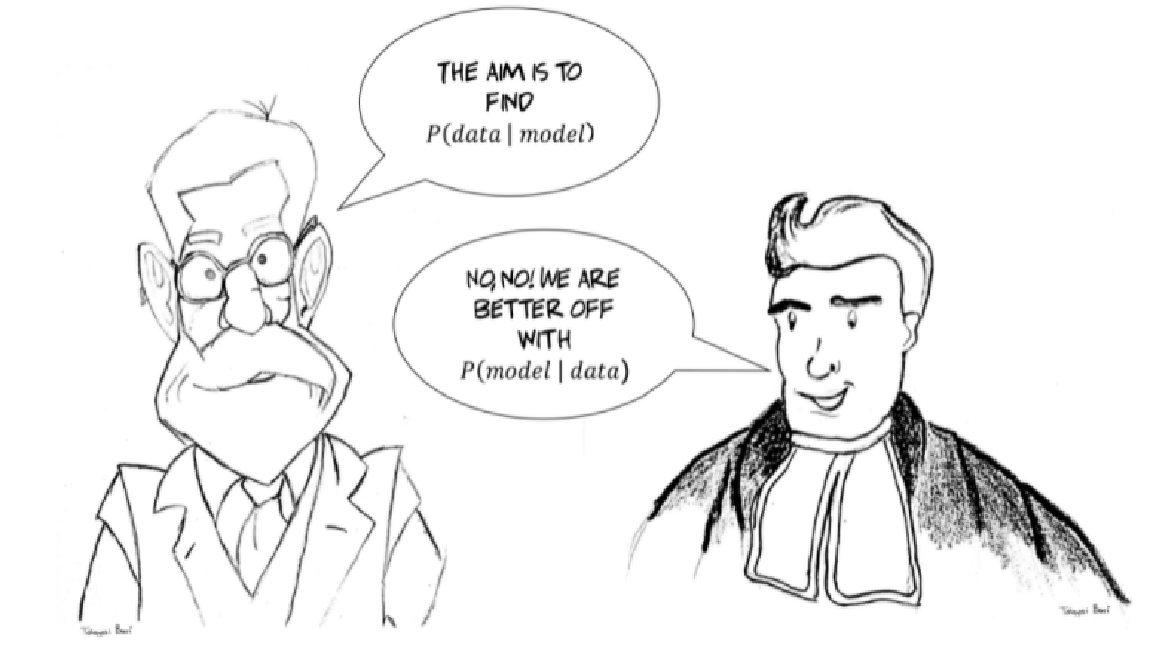 THE AIM IS TO
FIND
P(data | model)
NO, NO! WE ARE
BETTER OFF
WITH
P(model | data)